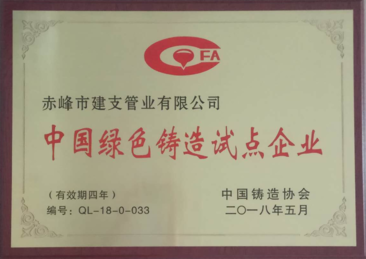 CFA
赤峰市建支管业有限公司
中国绿色铸造试点企业
(有效期四年)
编号：QL-18-0-033
中国铸造协会
二〇一八年五月